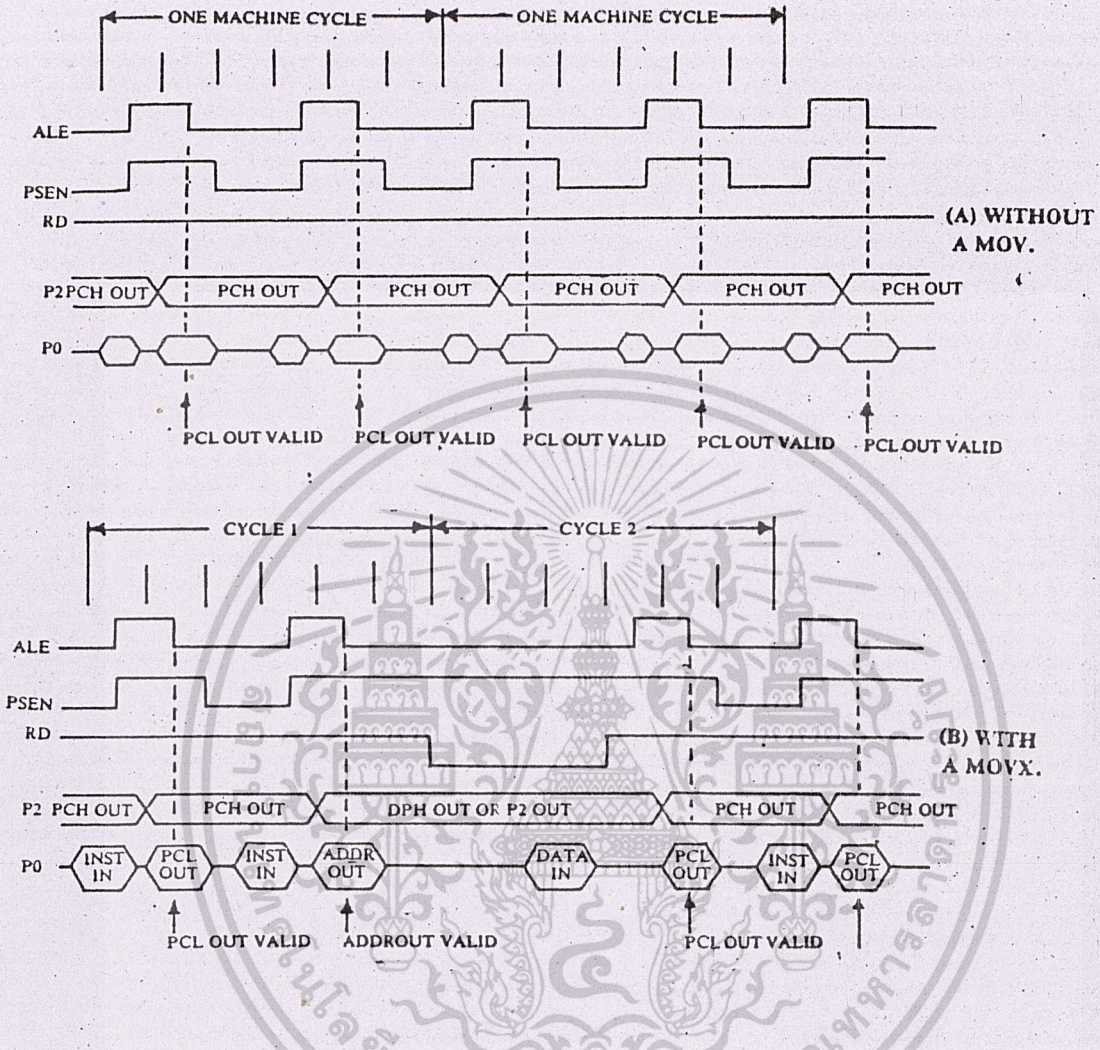 ONE MACHINE CYCLE
ONE MACHINE CYCLE
ALE
PSEN
RD
(A) WITHOUT
A MOV.
P2 PCH OUT
PCH OUT
PCH OUT
PCH OUT
PCH OUT
PCH OUT
P0
PCL OUT VALID
PCL OUT VALID
PCL OUT VALID
PCL OUT VALID
PCL OUT VALID
CYCLE 1
CYCLE 2
ALE
PSEN
RD
(B) WITH
A MOVX.
P2 PCH OUT
PCH OUT
DPH OUT OR P2 OUT
PCH OUT
PCH OUT
P0
INST
IN
PCL
OUT
INST
IN
ADDR
OUT
DATA
IN
PCL
OUT
INST
IN
PCL
OUT
PCL OUT VALID
ADDROUT VALID
PCL OUT VALID